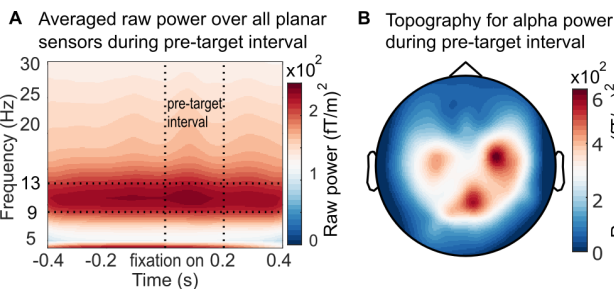 A Averaged raw power over all planar
sensors during pre-target interval
Frequency (Hz)
30
25
20
13
9
5
pre-target
interval
-0.4 -0.2 fixation on 0.2 0.4
Time (s)
x10²
2
1
0
Raw power (fT/m)²
B Topography for alpha power
during pre-target interval
x10²
6
4
2
0